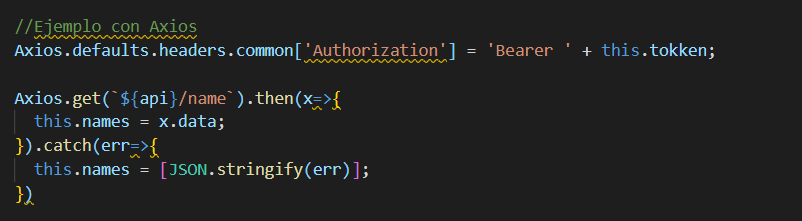 //Ejemplo con Axios
Axios.defaults.headers.common['Authorization'] = 'Bearer ' + this.tokken;
Axios.get(`${api}/name`).then(x=>{
this.names = x.data;
}).catch(err=>{
this.names = [JSON.stringify(err)];
})